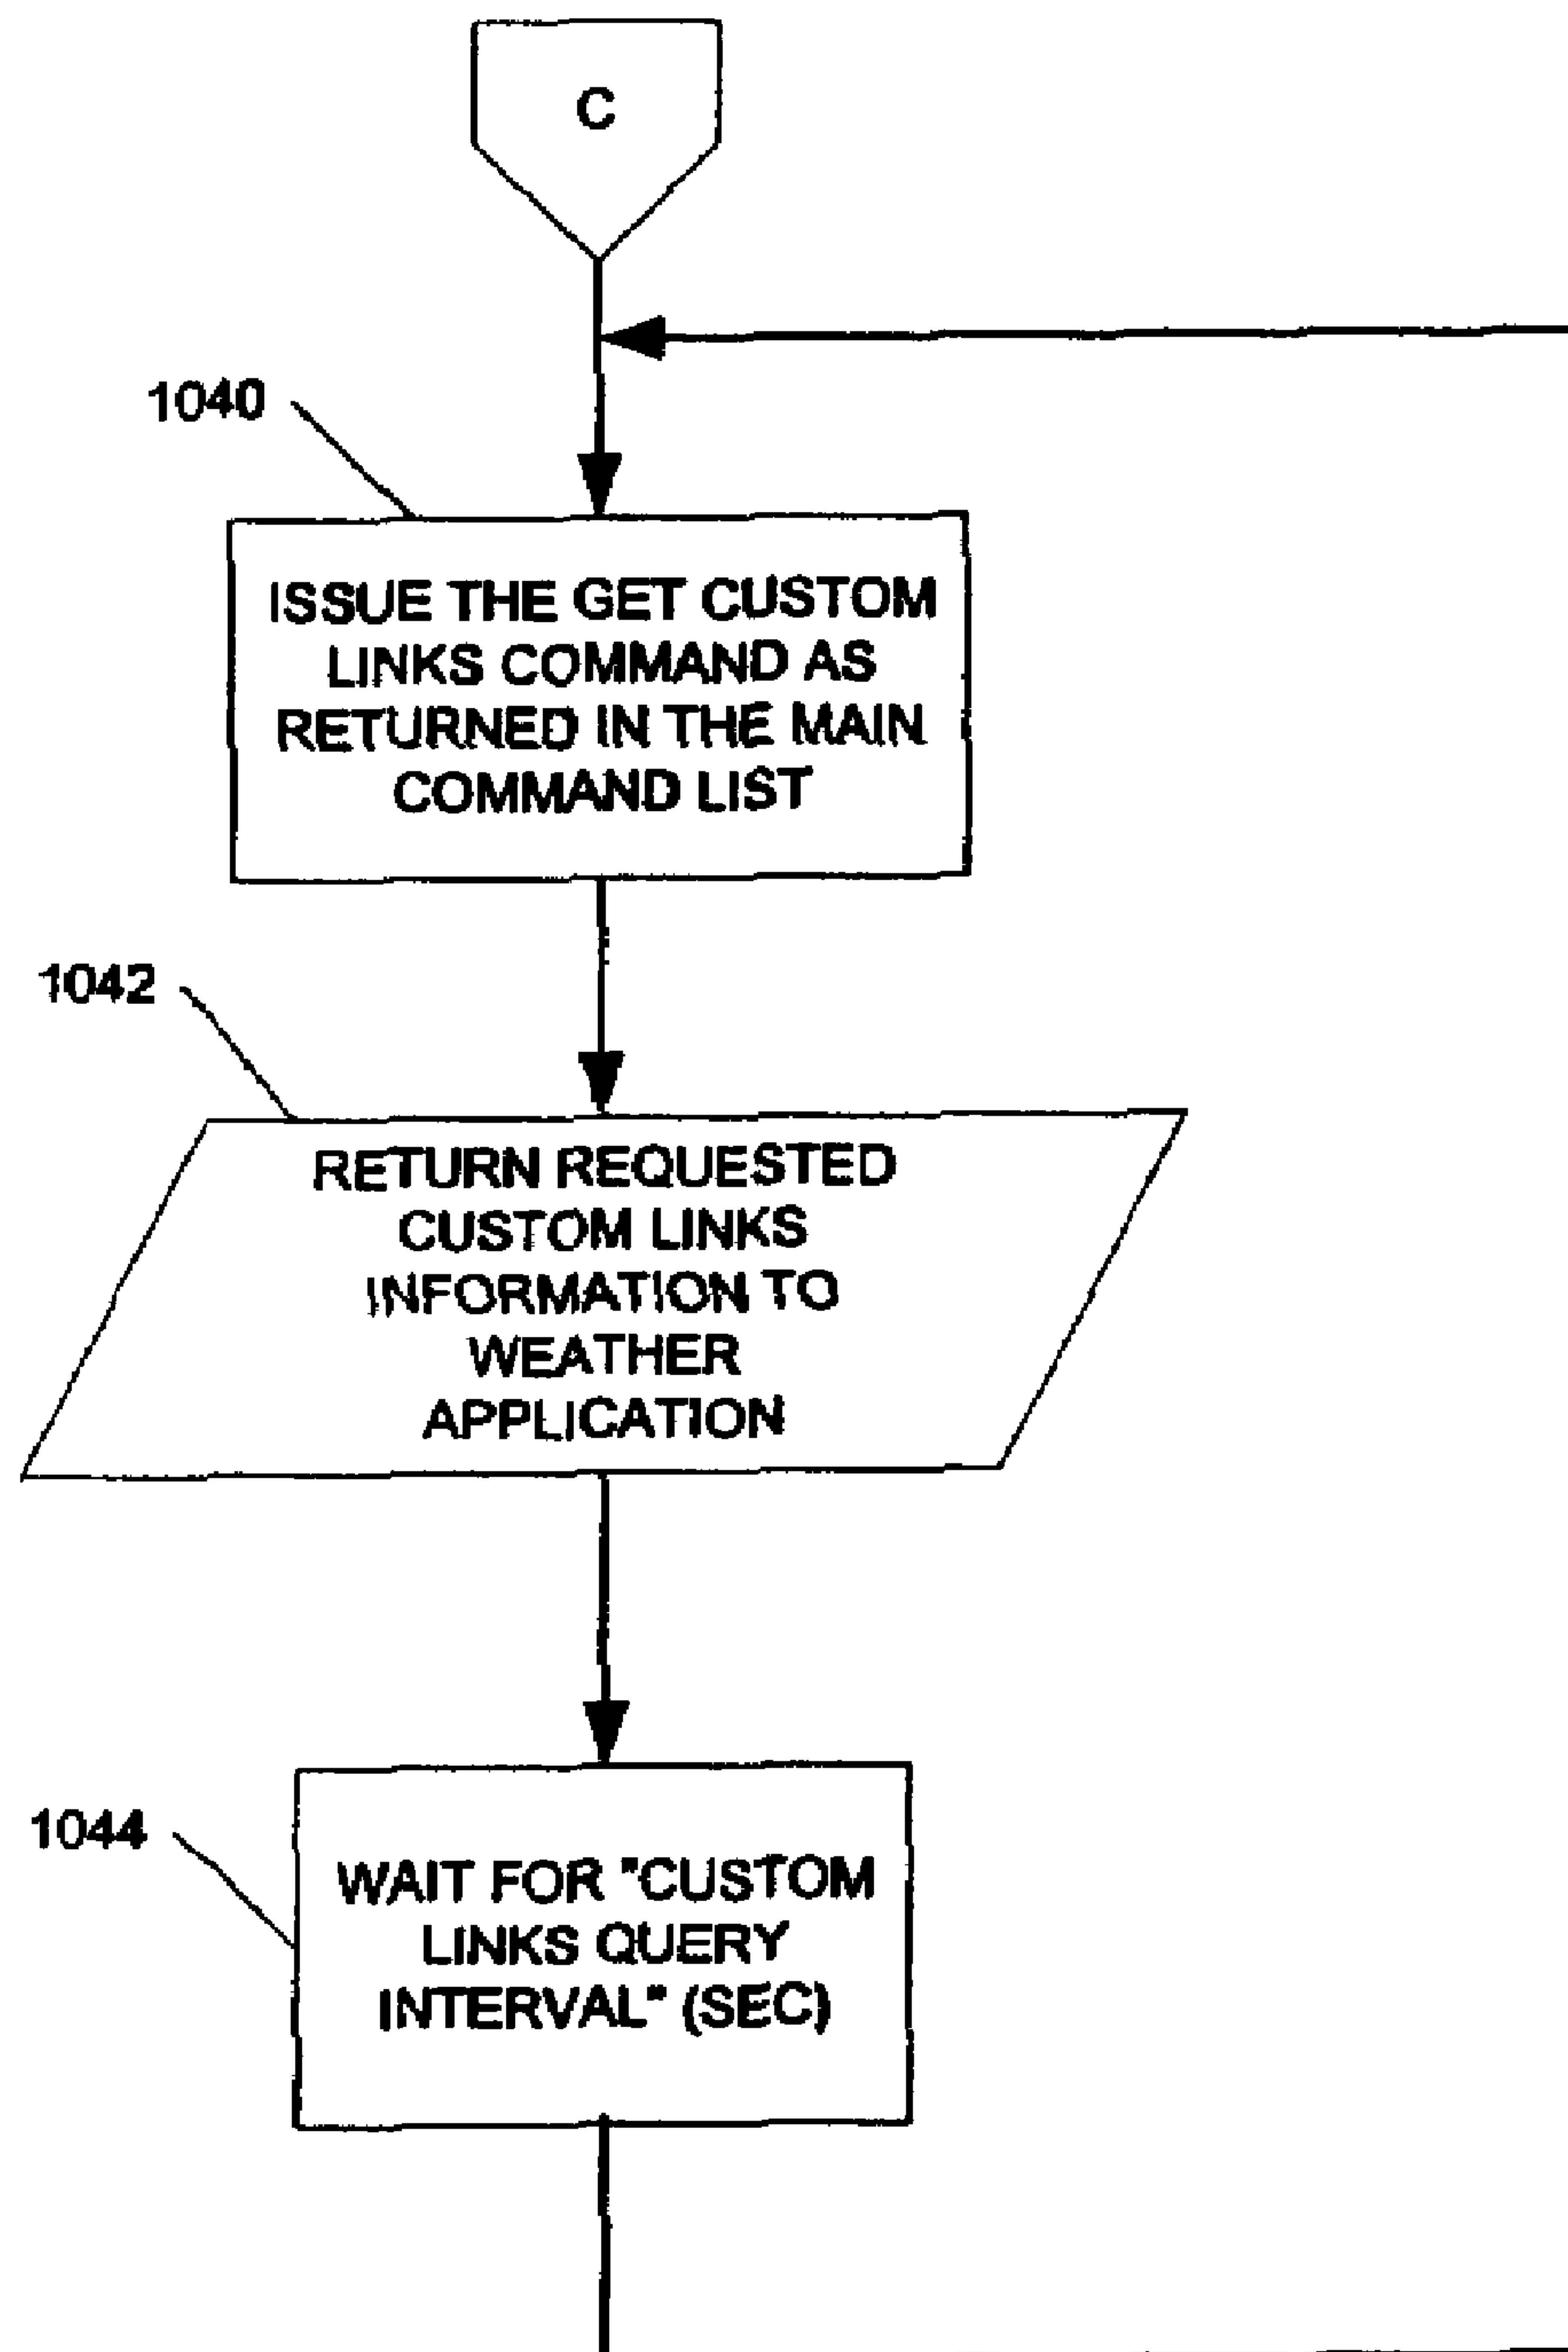 C
1040
ISSUE THE GET CUSTOM
LINKS COMMAND AS
RETURNED IN THE MAIN
COMMAND LIST
1042
RETURN REQUESTED
CUSTOM LINKS
INFORMATION TO
WEATHER
APPLICATION
1044
WAIT FOR "CUSTOM
LINKS QUERY
INTERVAL" (SEC)